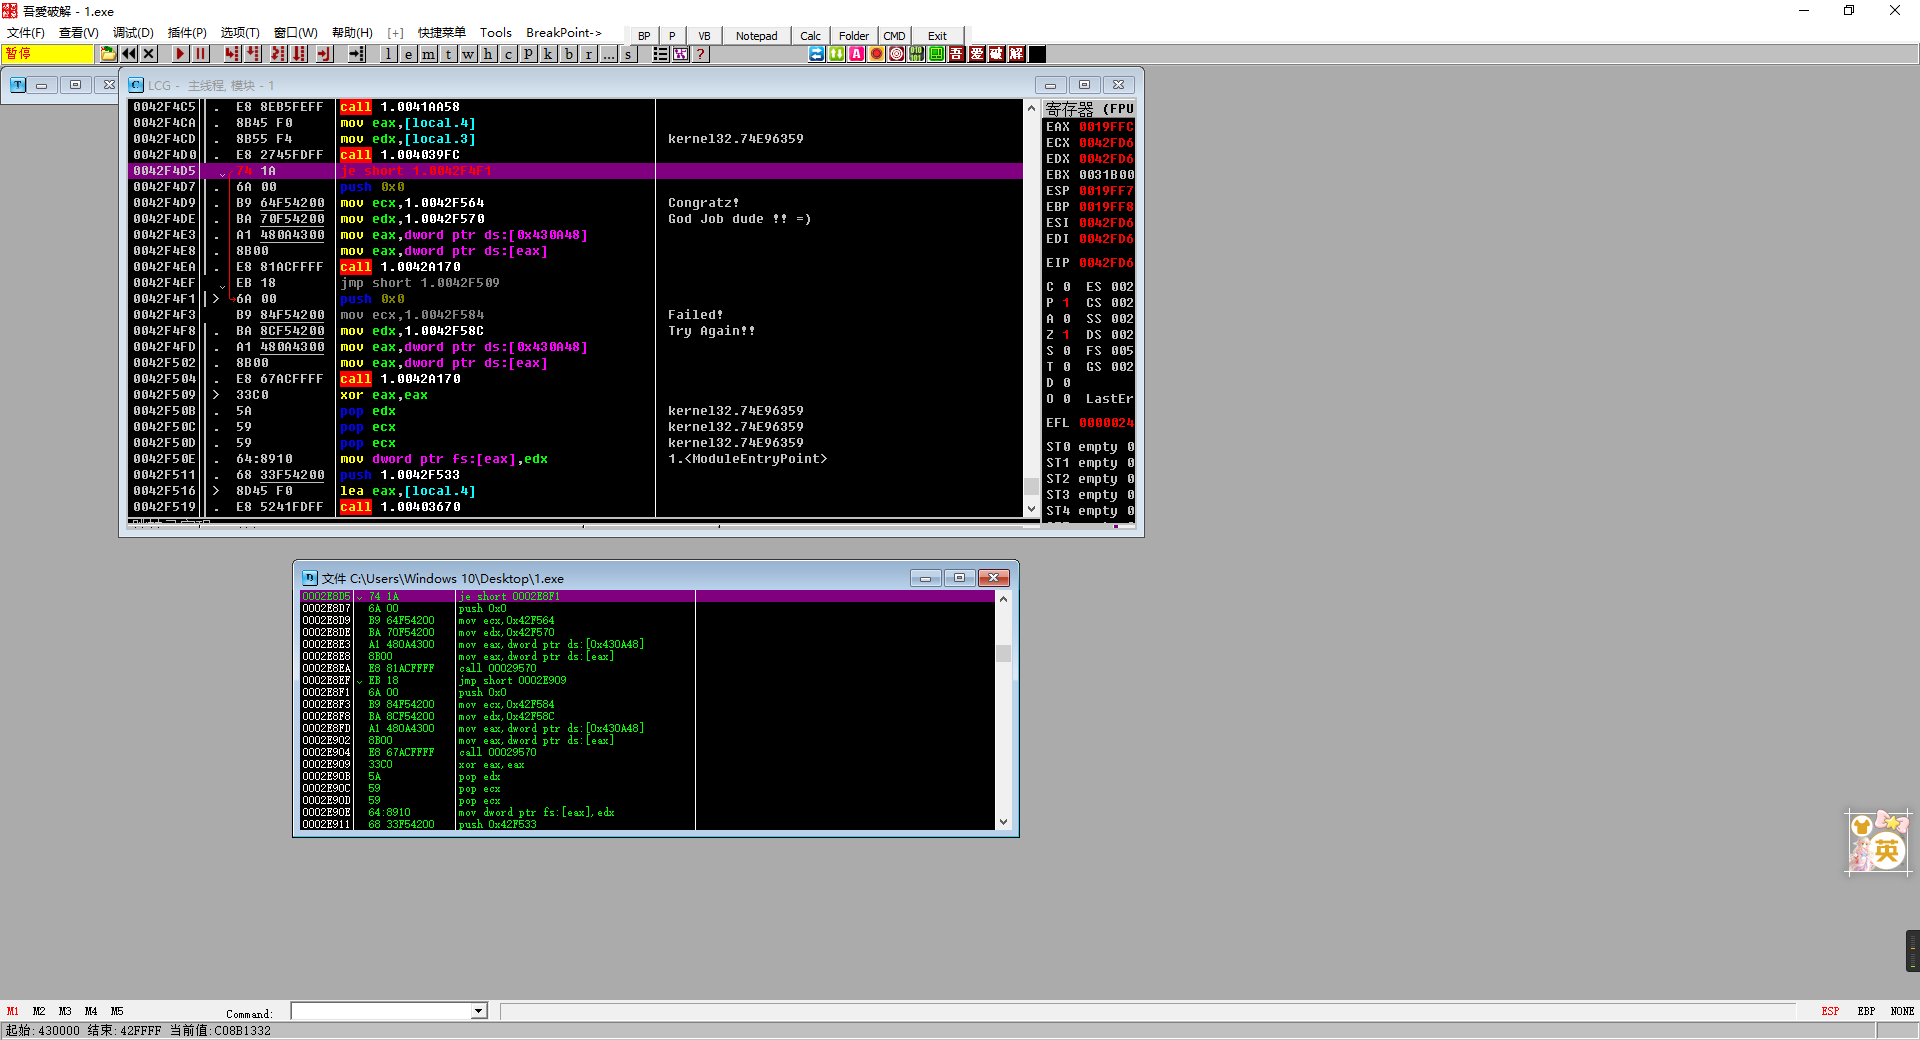 吾愛破解 - 1.exe
文件(F) 查看(V) 调试(D) 插件(P) 选项(T) 窗口(W) 帮助(H) [+] 快捷菜单 Tools BreakPoint-> BP P VB Notepad Calc Folder CMD Exit
暂停 l e m t w h c p k b r ... s ? 吾 爱 破 解
LCG - 主线程, 模块 - 1
寄存器 (FPU
0042F4C5 . E8 8EB5FEFF call 1.0041AA58
0042F4CA . 8B45 F0 mov eax,[local.4]
0042F4CD . 8B55 F4 mov edx,[local.3] kernel32.74E96359
0042F4D0 . E8 2745FDFF call 1.004039FC
0042F4D5 74 1A je short 1.0042F4F1
0042F4D7 . 6A 00 push 0x0
0042F4D9 . B9 64F54200 mov ecx,1.0042F564 Congratz!
0042F4DE . BA 70F54200 mov edx,1.0042F570 God Job dude !! =)
0042F4E3 . A1 480A4300 mov eax,dword ptr ds:[0x430A48]
0042F4E8 . 8B00 mov eax,dword ptr ds:[eax]
0042F4EA . E8 81ACFFFF call 1.0042A170
0042F4EF EB 18 jmp short 1.0042F509
0042F4F1 > 6A 00 push 0x0
0042F4F3 B9 84F54200 mov ecx,1.0042F584 Failed!
0042F4F8 . BA 8CF54200 mov edx,1.0042F58C Try Again!!
0042F4FD . A1 480A4300 mov eax,dword ptr ds:[0x430A48]
0042F502 . 8B00 mov eax,dword ptr ds:[eax]
0042F504 . E8 67ACFFFF call 1.0042A170
0042F509 > 33C0 xor eax,eax
0042F50B . 5A pop edx kernel32.74E96359
0042F50C . 59 pop ecx kernel32.74E96359
0042F50D . 59 pop ecx kernel32.74E96359
0042F50E . 64:8910 mov dword ptr fs:[eax],edx 1.<ModuleEntryPoint>
0042F511 . 68 33F54200 push 1.0042F533
0042F516 > 8D45 F0 lea eax,[local.4]
0042F519 . E8 5241FDFF call 1.00403670
EAX 0019FFC
ECX 0042FD6
EDX 0042FD6
EBX 0031B00
ESP 0019FF7
EBP 0019FF8
ESI 0042FD6
EDI 0042FD6
EIP 0042FD6
C 0 ES 002
P 1 CS 002
A 0 SS 002
Z 1 DS 002
S 0 FS 005
T 0 GS 002
D 0
O 0 LastEr
EFL 0000024
ST0 empty 0
ST1 empty 0
ST2 empty 0
ST3 empty 0
ST4 empty 0
文件 C:\Users\Windows 10\Desktop\1.exe
0002E8D5 74 1A je short 0002E8F1
0002E8D7 6A 00 push 0x0
0002E8D9 B9 64F54200 mov ecx,0x42F564
0002E8DE BA 70F54200 mov edx,0x42F570
0002E8E3 A1 480A4300 mov eax,dword ptr ds:[0x430A48]
0002E8E8 8B00 mov eax,dword ptr ds:[eax]
0002E8EA E8 81ACFFFF call 00029570
0002E8EF EB 18 jmp short 0002E909
0002E8F1 6A 00 push 0x0
0002E8F3 B9 84F54200 mov ecx,0x42F584
0002E8F8 BA 8CF54200 mov edx,0x42F58C
0002E8FD A1 480A4300 mov eax,dword ptr ds:[0x430A48]
0002E902 8B00 mov eax,dword ptr ds:[eax]
0002E904 E8 67ACFFFF call 00029570
0002E909 33C0 xor eax,eax
0002E90B 5A pop edx
0002E90C 59 pop ecx
0002E90D 59 pop ecx
0002E90E 64:8910 mov dword ptr fs:[eax],edx
0002E911 68 33F54200 push 0x42F533
英
M1 M2 M3 M4 M5 Command: ESP EBP NONE
起始:430000 结束:42FFFF 当前值:C08B1332